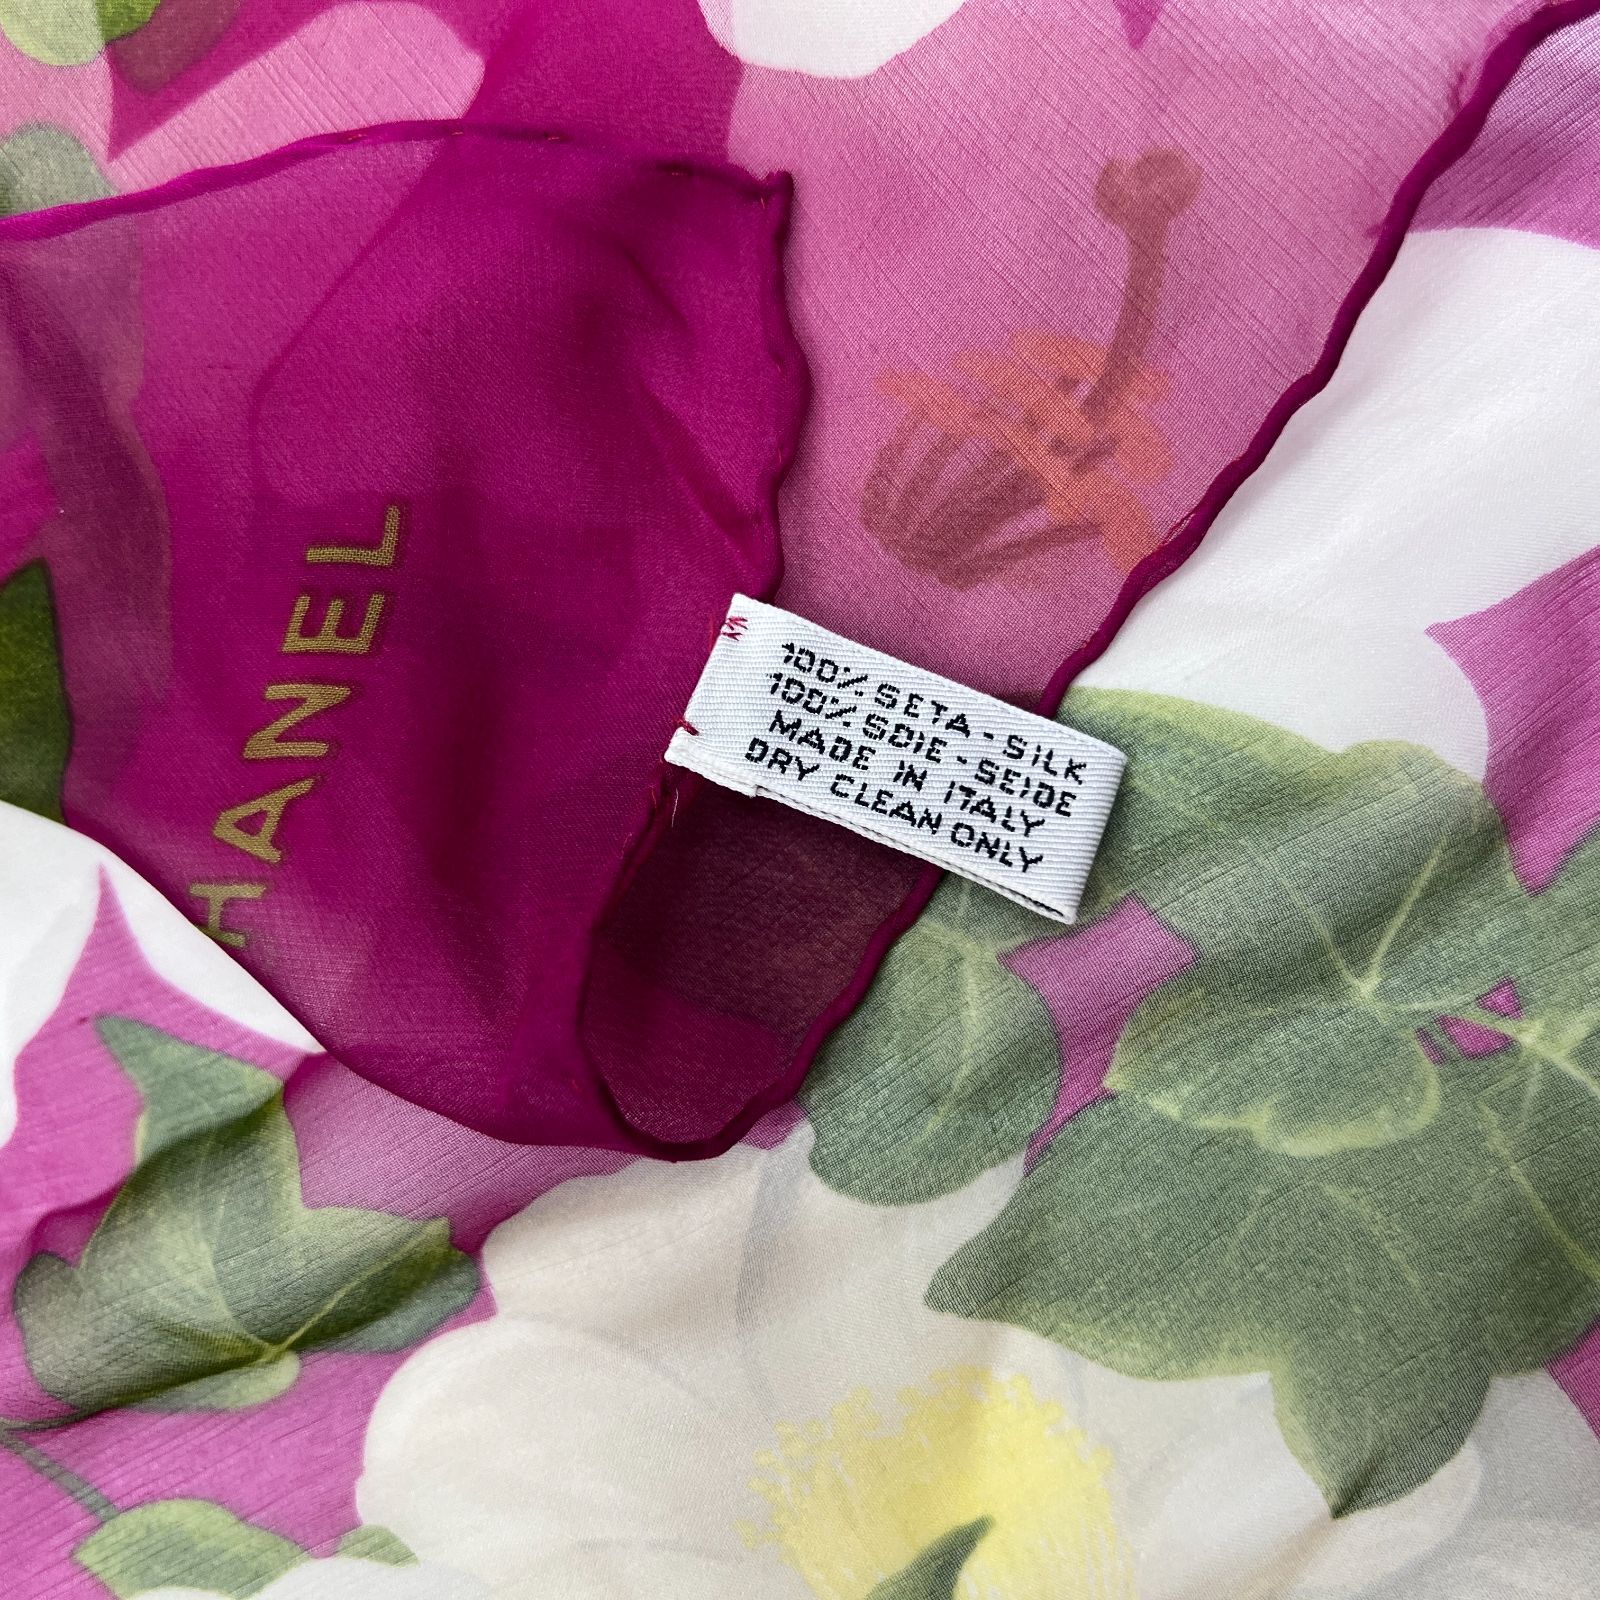 HANEL
100% SETA - SILK
100% SOIE - SEIDE
MADE IN ITALY
DRY CLEAN ONLY